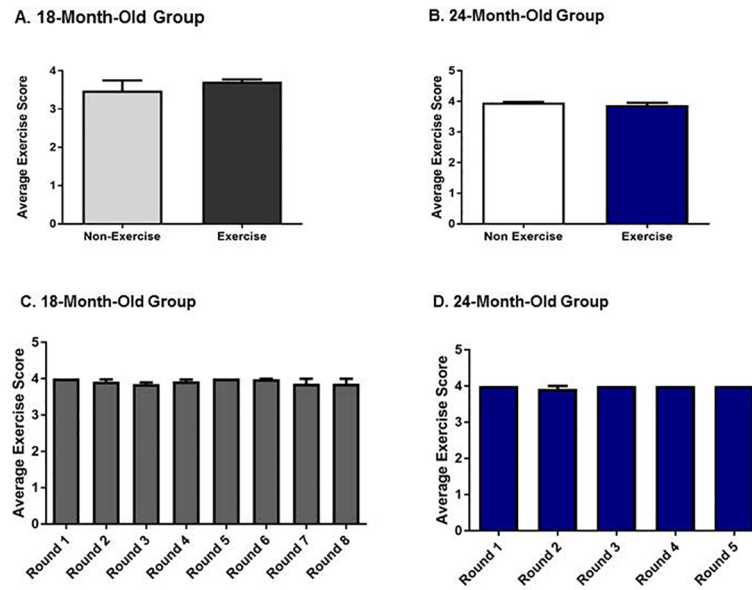 A. 18-Month-Old Group
B. 24-Month-Old Group
Average Exercise Score
4
3
2
1
0
Non-Exercise
Exercise
Average Exercise Score
5
4
3
2
1
0
Non Exercise
Exercise
C. 18-Month-Old Group
D. 24-Month-Old Group
Average Exercise Score
5
4
3
2
1
0
Round 1
Round 2
Round 3
Round 4
Round 5
Round 6
Round 7
Round 8
Average Exercise Score
5
4
3
2
1
0
Round 1
Round 2
Round 3
Round 4
Round 5